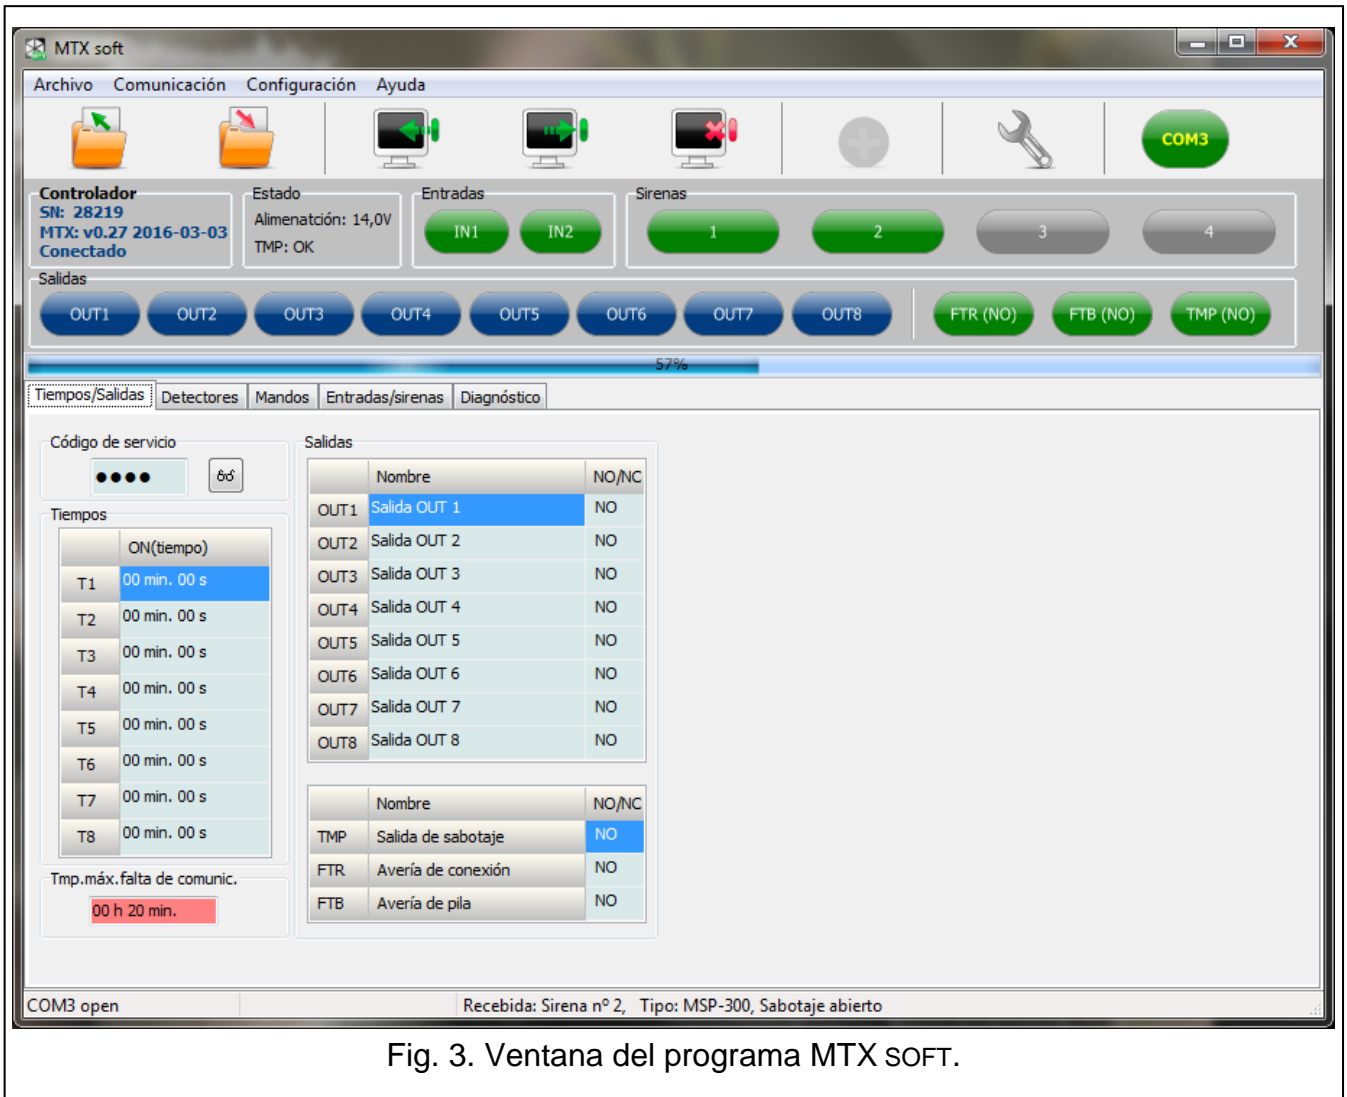 MTX soft
Archivo Comunicación Configuración Ayuda
COM3
Controlador
SN: 28219
MTX: v0.27 2016-03-03
Conectado
Estado
Alimenatción: 14,0V
TMP: OK
Entradas
IN1 IN2
Sirenas
1 2 3 4
Salidas
OUT1 OUT2 OUT3 OUT4 OUT5 OUT6 OUT7 OUT8 FTR (NO) FTB (NO) TMP (NO)
57%
Tiempos/Salidas Detectores Mandos Entradas/sirenas Diagnóstico
Código de servicio
●●●●
Tiempos
ON(tiempo)
T1 00 min. 00 s
T2 00 min. 00 s
T3 00 min. 00 s
T4 00 min. 00 s
T5 00 min. 00 s
T6 00 min. 00 s
T7 00 min. 00 s
T8 00 min. 00 s
Tmp.máx.falta de comunic.
00 h 20 min.
Salidas
Nombre NO/NC
OUT1 Salida OUT 1 NO
OUT2 Salida OUT 2 NO
OUT3 Salida OUT 3 NO
OUT4 Salida OUT 4 NO
OUT5 Salida OUT 5 NO
OUT6 Salida OUT 6 NO
OUT7 Salida OUT 7 NO
OUT8 Salida OUT 8 NO
Nombre NO/NC
TMP Salida de sabotaje NO
FTR Avería de conexión NO
FTB Avería de pila NO
COM3 open
Recebida: Sirena nº 2, Tipo: MSP-300, Sabotaje abierto
Fig. 3. Ventana del programa MTX SOFT.